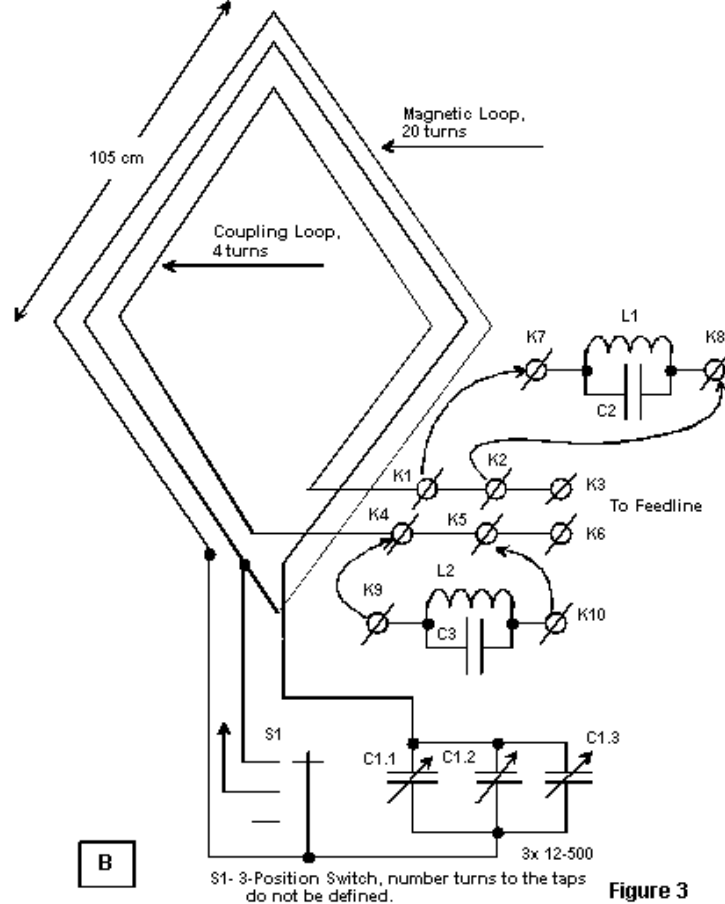 105 cm
Magnetic Loop,
20 turns
Coupling Loop,
4 turns
L1
K7
K8
C2
K1
K2
K3
To Feedline
K4
K5
K6
L2
K9
K10
C3
S1
C1.1
C1.2
C1.3
3x 12-500
B
S1- 3-Position Switch, number turns to the taps
do not be defined.
Figure 3